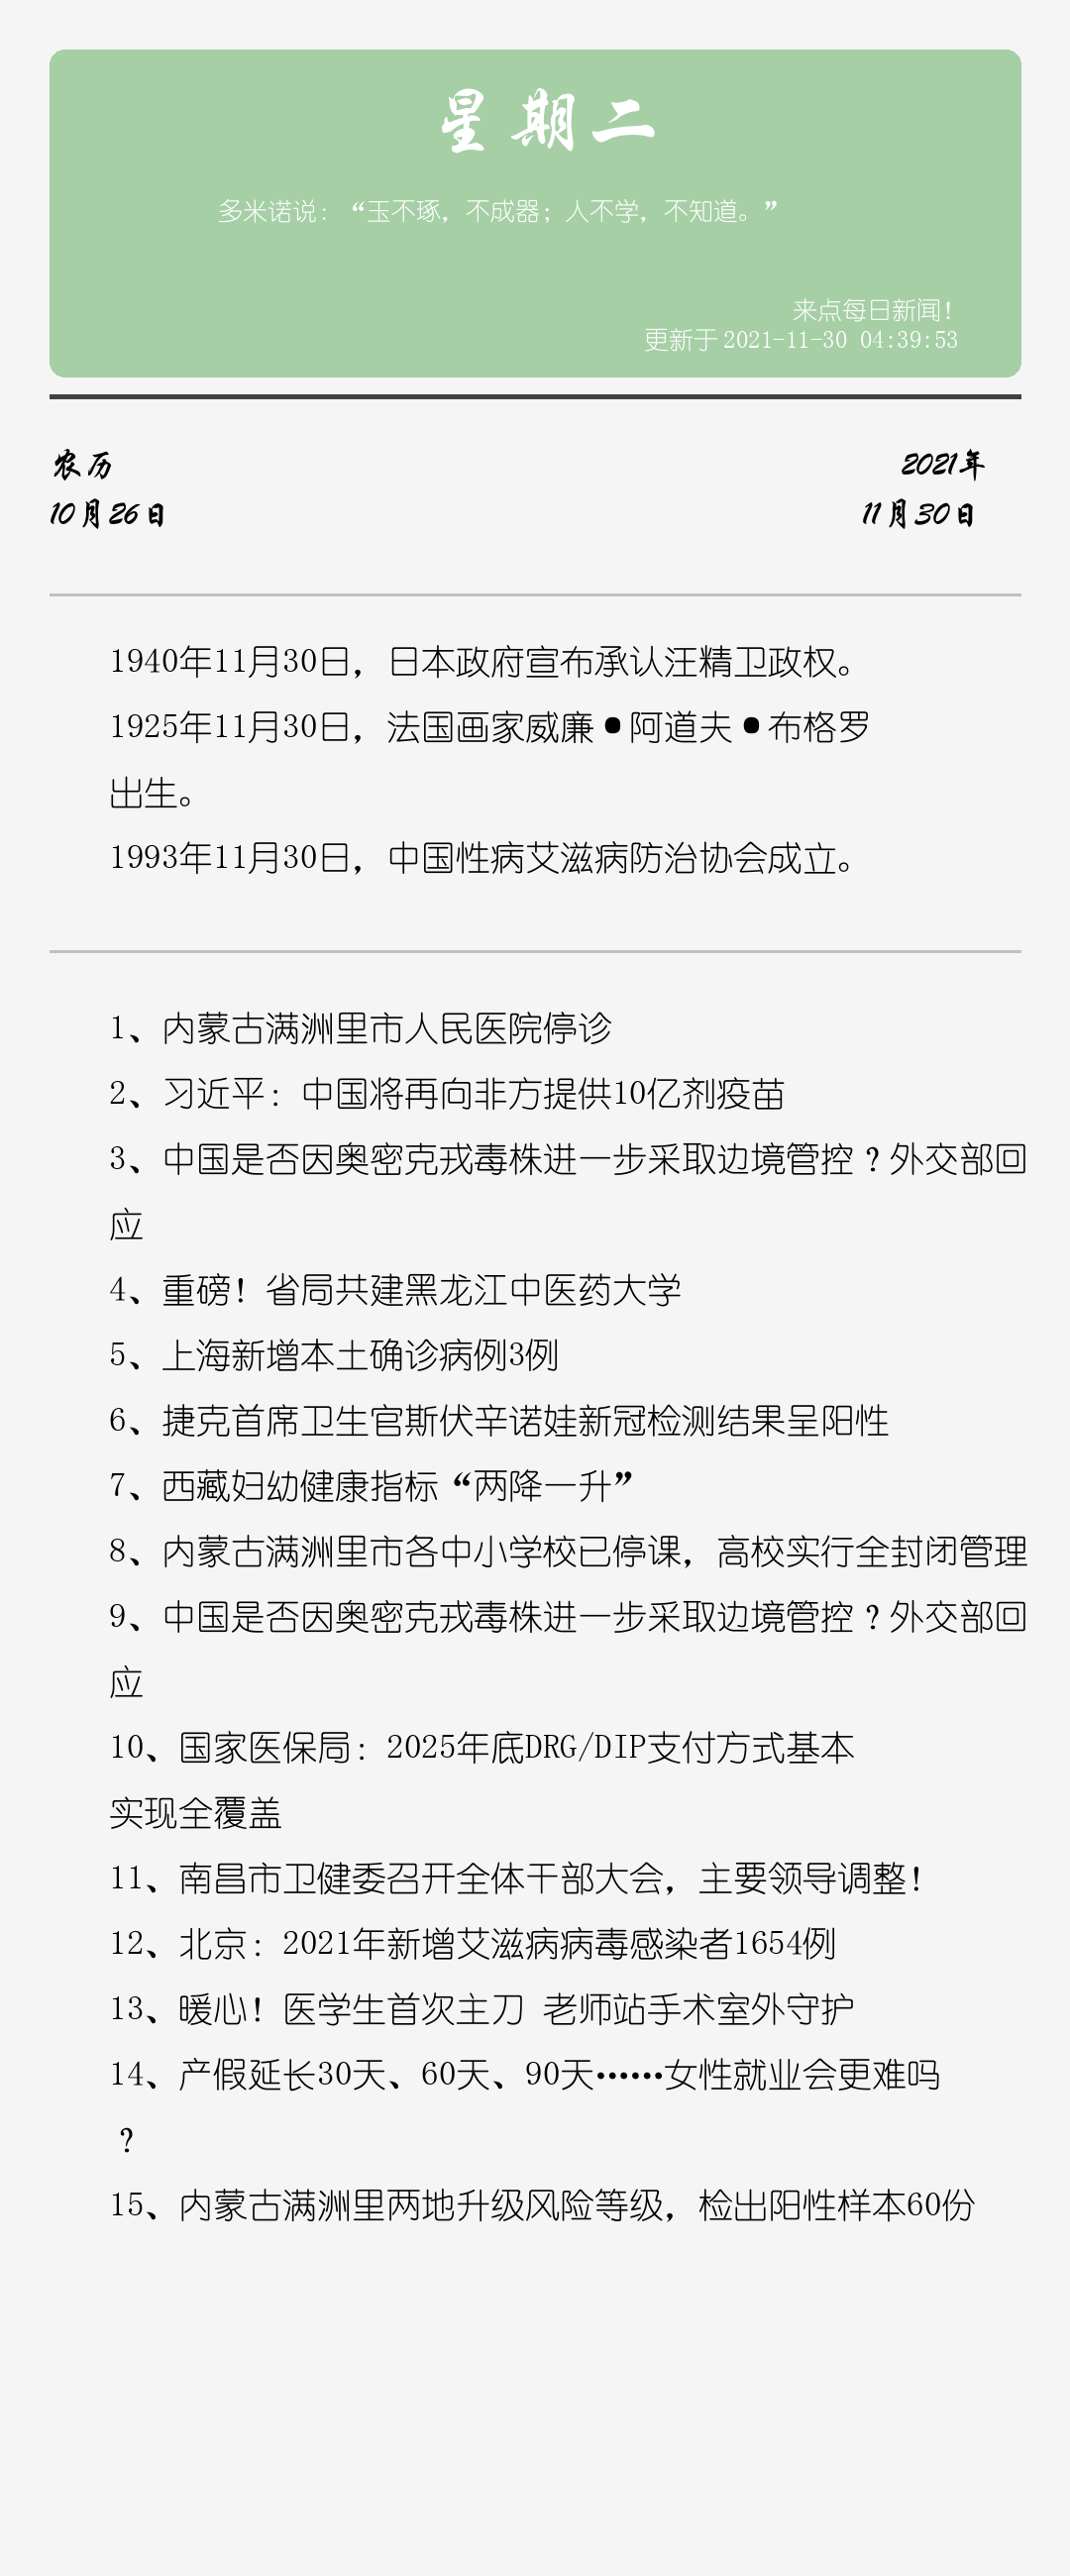 星期二
多米诺说：“玉不琢，不成器；人不学，不知道。”
来点每日新闻！
更新于 2021-11-30 04:39:53
农历
2021年
10月26日
11月30日
1940年11月30日，日本政府宣布承认汪精卫政权。
1925年11月30日，法国画家威廉●阿道夫●布格罗
出生。
1993年11月30日，中国性病艾滋病防治协会成立。
1、内蒙古满洲里市人民医院停诊
2、习近平：中国将再向非方提供10亿剂疫苗
3、中国是否因奥密克戎毒株进一步采取边境管控？外交部回
应
4、重磅！省局共建黑龙江中医药大学
5、上海新增本土确诊病例3例
6、捷克首席卫生官斯伏辛诺娃新冠检测结果呈阳性
7、西藏妇幼健康指标“两降一升”
8、内蒙古满洲里市各中小学校已停课，高校实行全封闭管理
9、中国是否因奥密克戎毒株进一步采取边境管控？外交部回
应
10、国家医保局：2025年底DRG/DIP支付方式基本
实现全覆盖
11、南昌市卫健委召开全体干部大会，主要领导调整！
12、北京：2021年新增艾滋病病毒感染者1654例
13、暖心！医学生首次主刀 老师站手术室外守护
14、产假延长30天、60天、90天……女性就业会更难吗
？
15、内蒙古满洲里两地升级风险等级，检出阳性样本60份